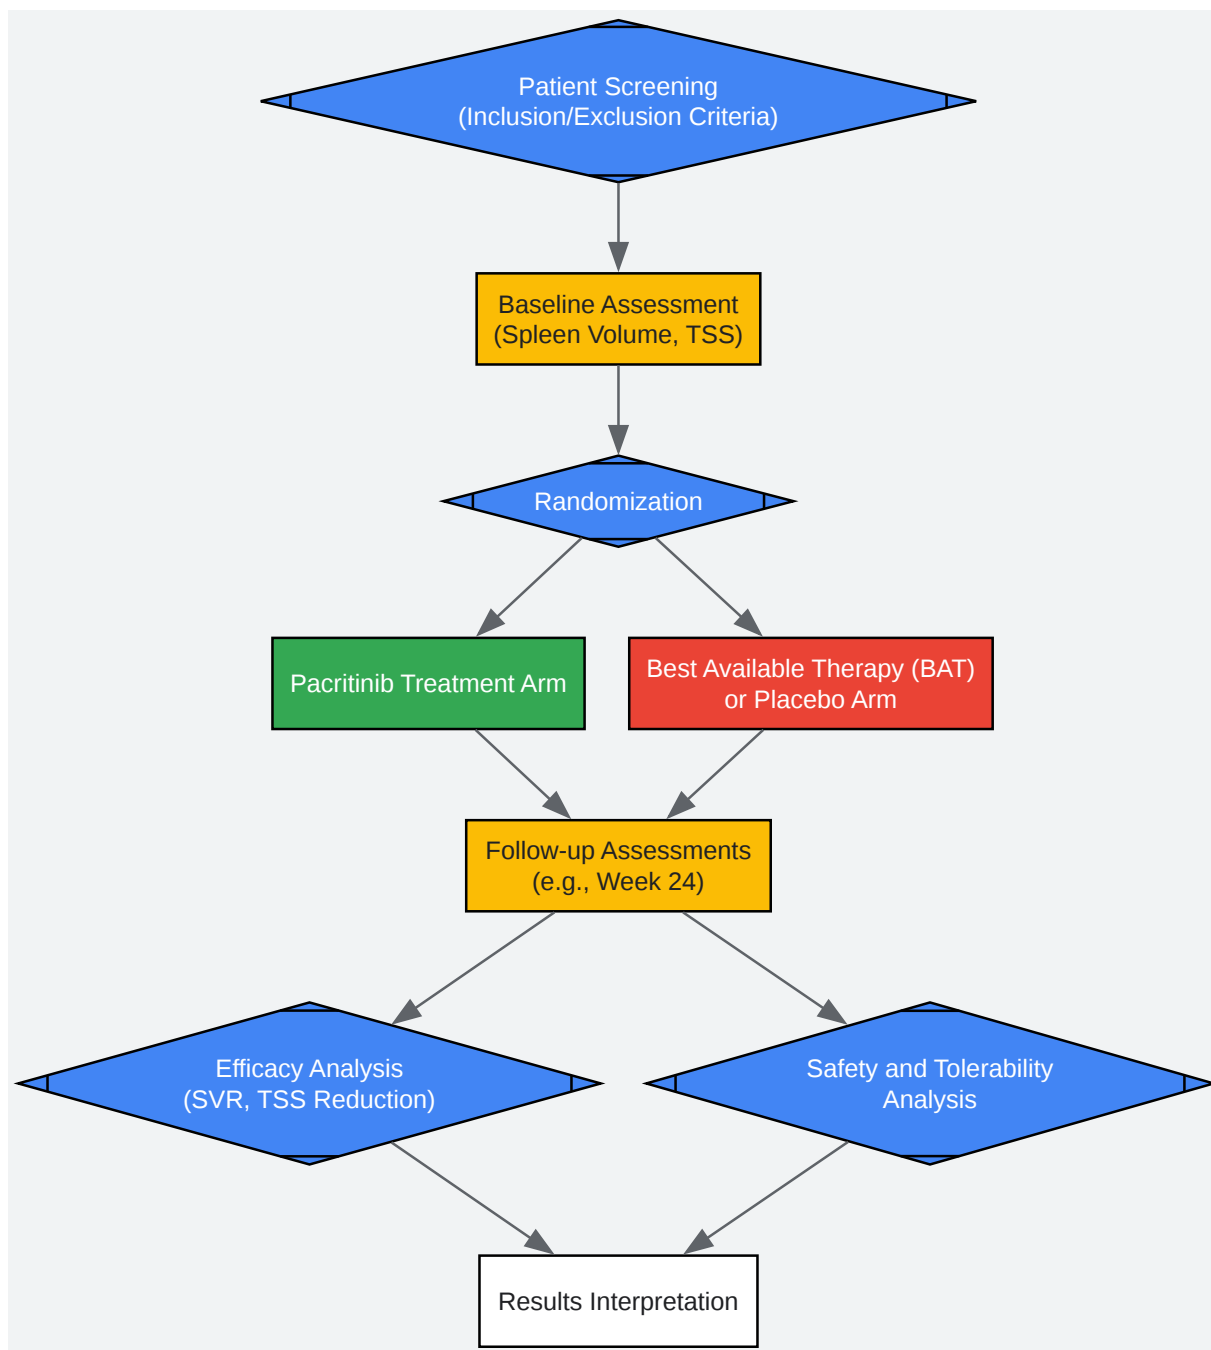 Patient Screening
(Inclusion/Exclusion Criteria)
Baseline Assessment
(Spleen Volume, TSS)
Randomization
Pacritinib Treatment Arm
Best Available Therapy (BAT)
or Placebo Arm
Follow-up Assessments
(e.g., Week 24)
Efficacy Analysis
(SVR, TSS Reduction)
Safety and Tolerability
Analysis
Results Interpretation